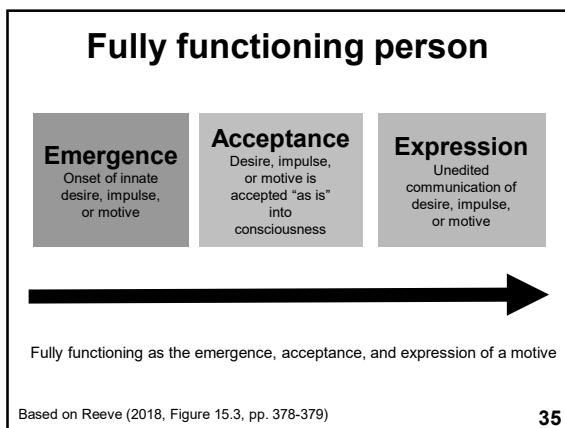 Fully functioning person
Emergence
Onset of innate
desire, impulse,
or motive
Acceptance
Desire, impulse,
or motive is
accepted “as is”
into
consciousness
Expression
Unedited
communication of
desire, impulse,
or motive
Fully functioning as the emergence, acceptance, and expression of a motive
Based on Reeve (2018, Figure 15.3, pp. 378-379)
35